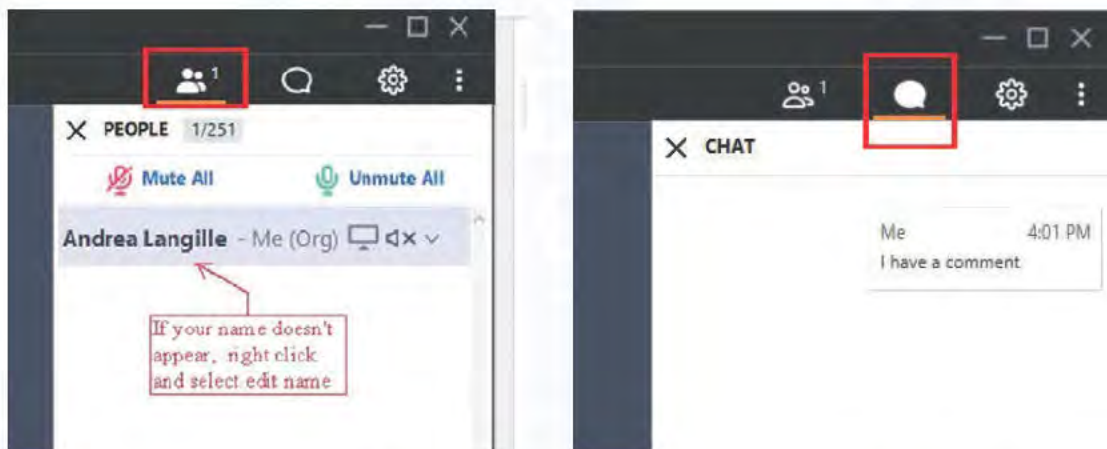 1
PEOPLE 1/251
Mute All Unmute All
Andrea Langille - Me (Org)
If your name doesn't
appear, right click
and select edit name
1
CHAT
Me 4:01 PM
I have a comment